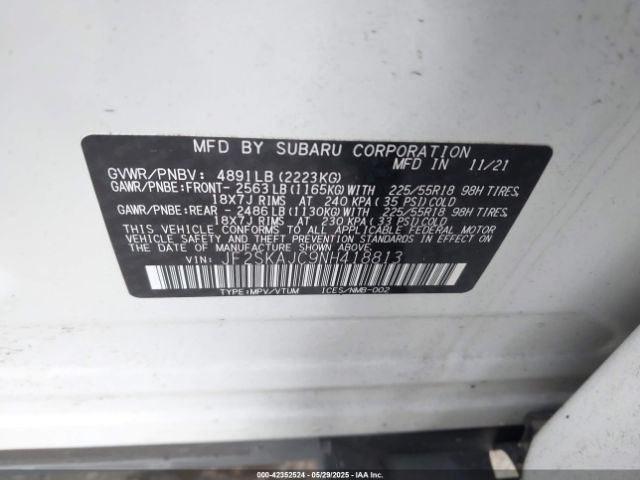 MFD BY SUBARU CORPORATION
MFD IN 11/21
GVWR/PNBV: 4891LB(2223KG)
GAWR/PNBE:FRONT- 2563LB(1165KG)WITH 225/55R18 98H TIRES,
18X7J RIMS AT 240 KPA(35 PSI)COLD
GAWR/PNBE:REAR - 2486LB(1130KG)WITH 225/55R18 98H TIRES,
18X7J RIMS AT 230 KPA(33 PSI)COLD
THIS VEHICLE CONFORMS TO ALL APPLICABLE FEDERAL MOTOR
VEHICLE SAFETY AND THEFT PREVENTION STANDARDS IN EFFECT ON THE
DATE OF MANUFACTURE SHOWN ABOVE.
VIN: JF2SKAJC9NH418813
TYPE:MPV/VTUM ICES/NMB-002
000-42352524 05/29/2025 IAA Inc.